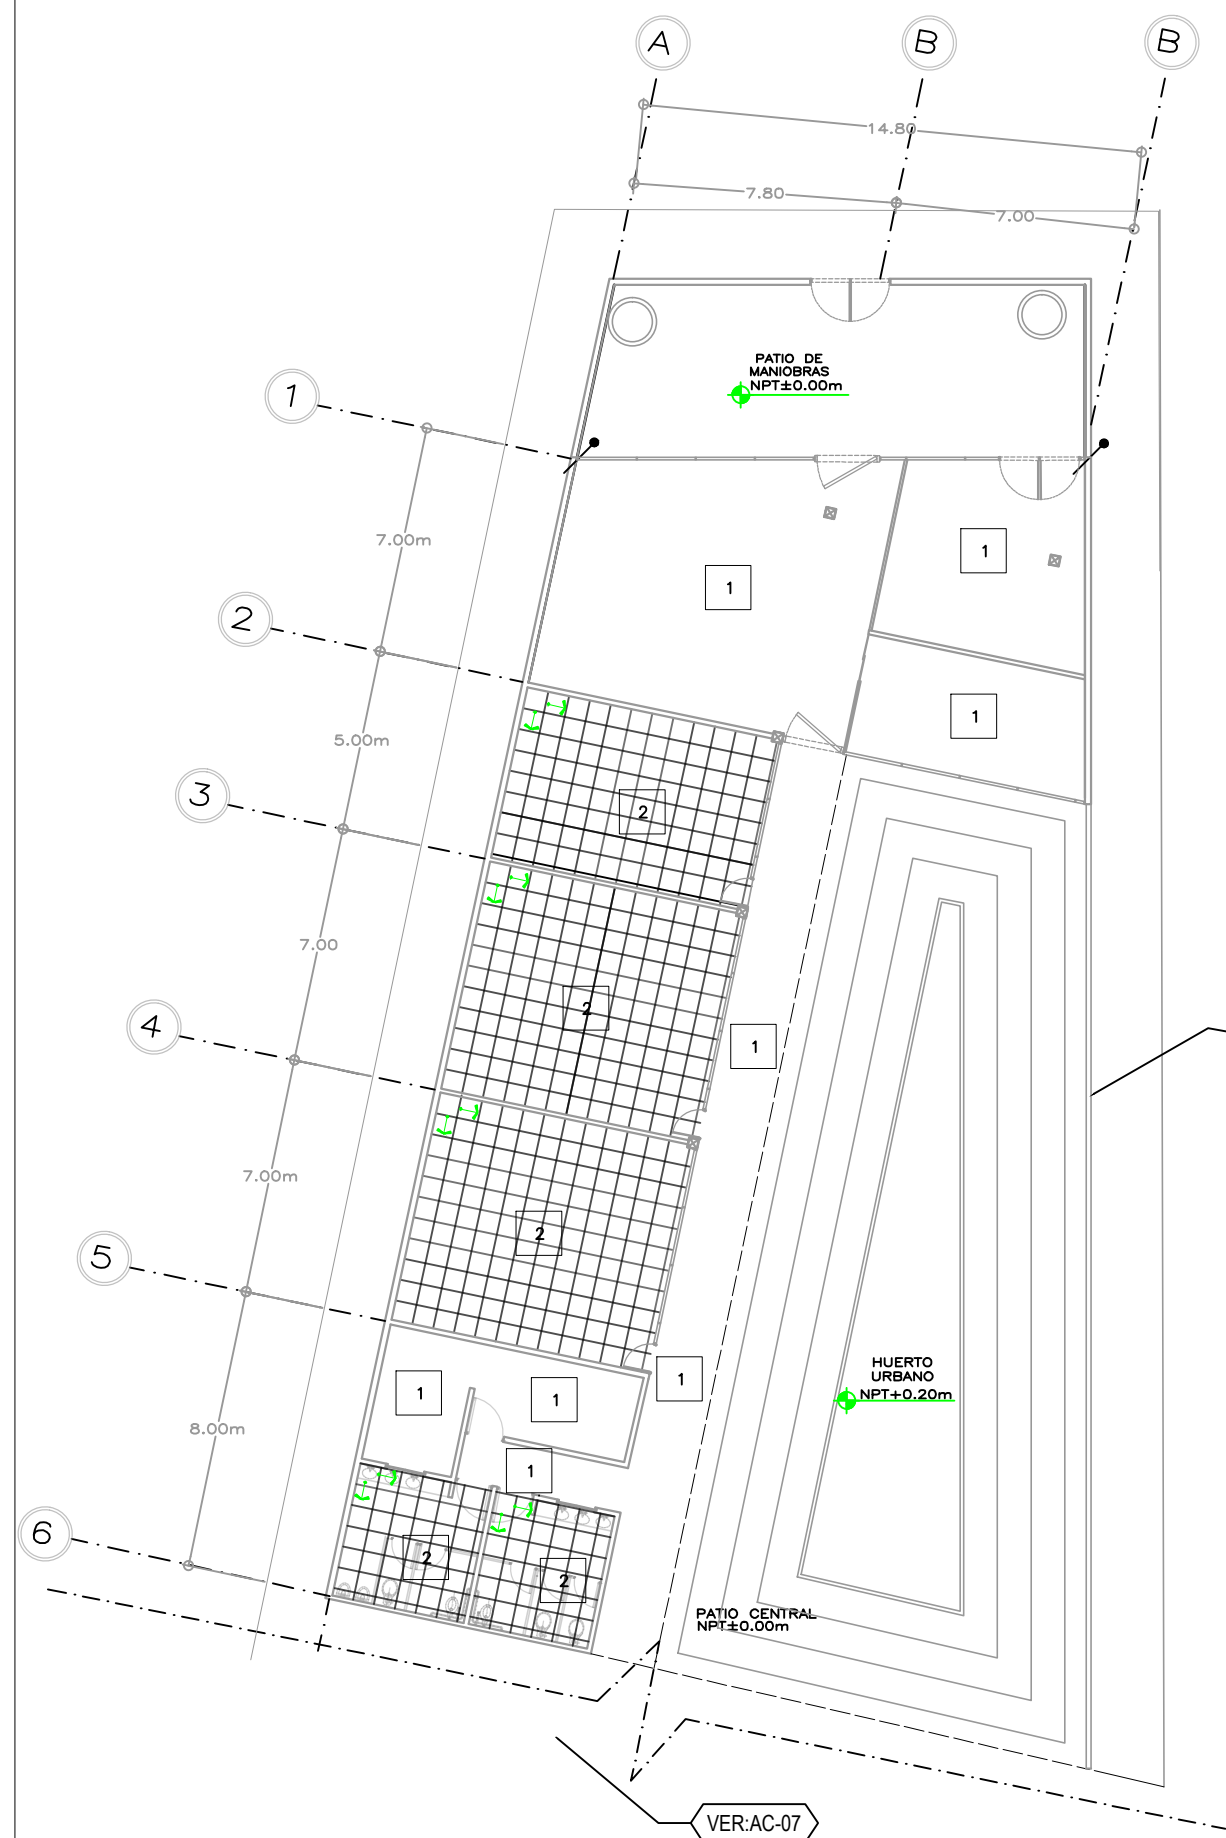 A
B
B
14.80
7.80
7.00
PATIO DE
MANIOBRAS
NPT±0.00m
1
7.00m
1
1
2
1
5.00m
3
2
7.00
2
4
1
7.00m
2
5
HUERTO
URBANO
NPT+0.20m
1
1
1
8.00m
1
6
2
2
PATIO CENTRAL
NPT±0.00m
VER:AC-07